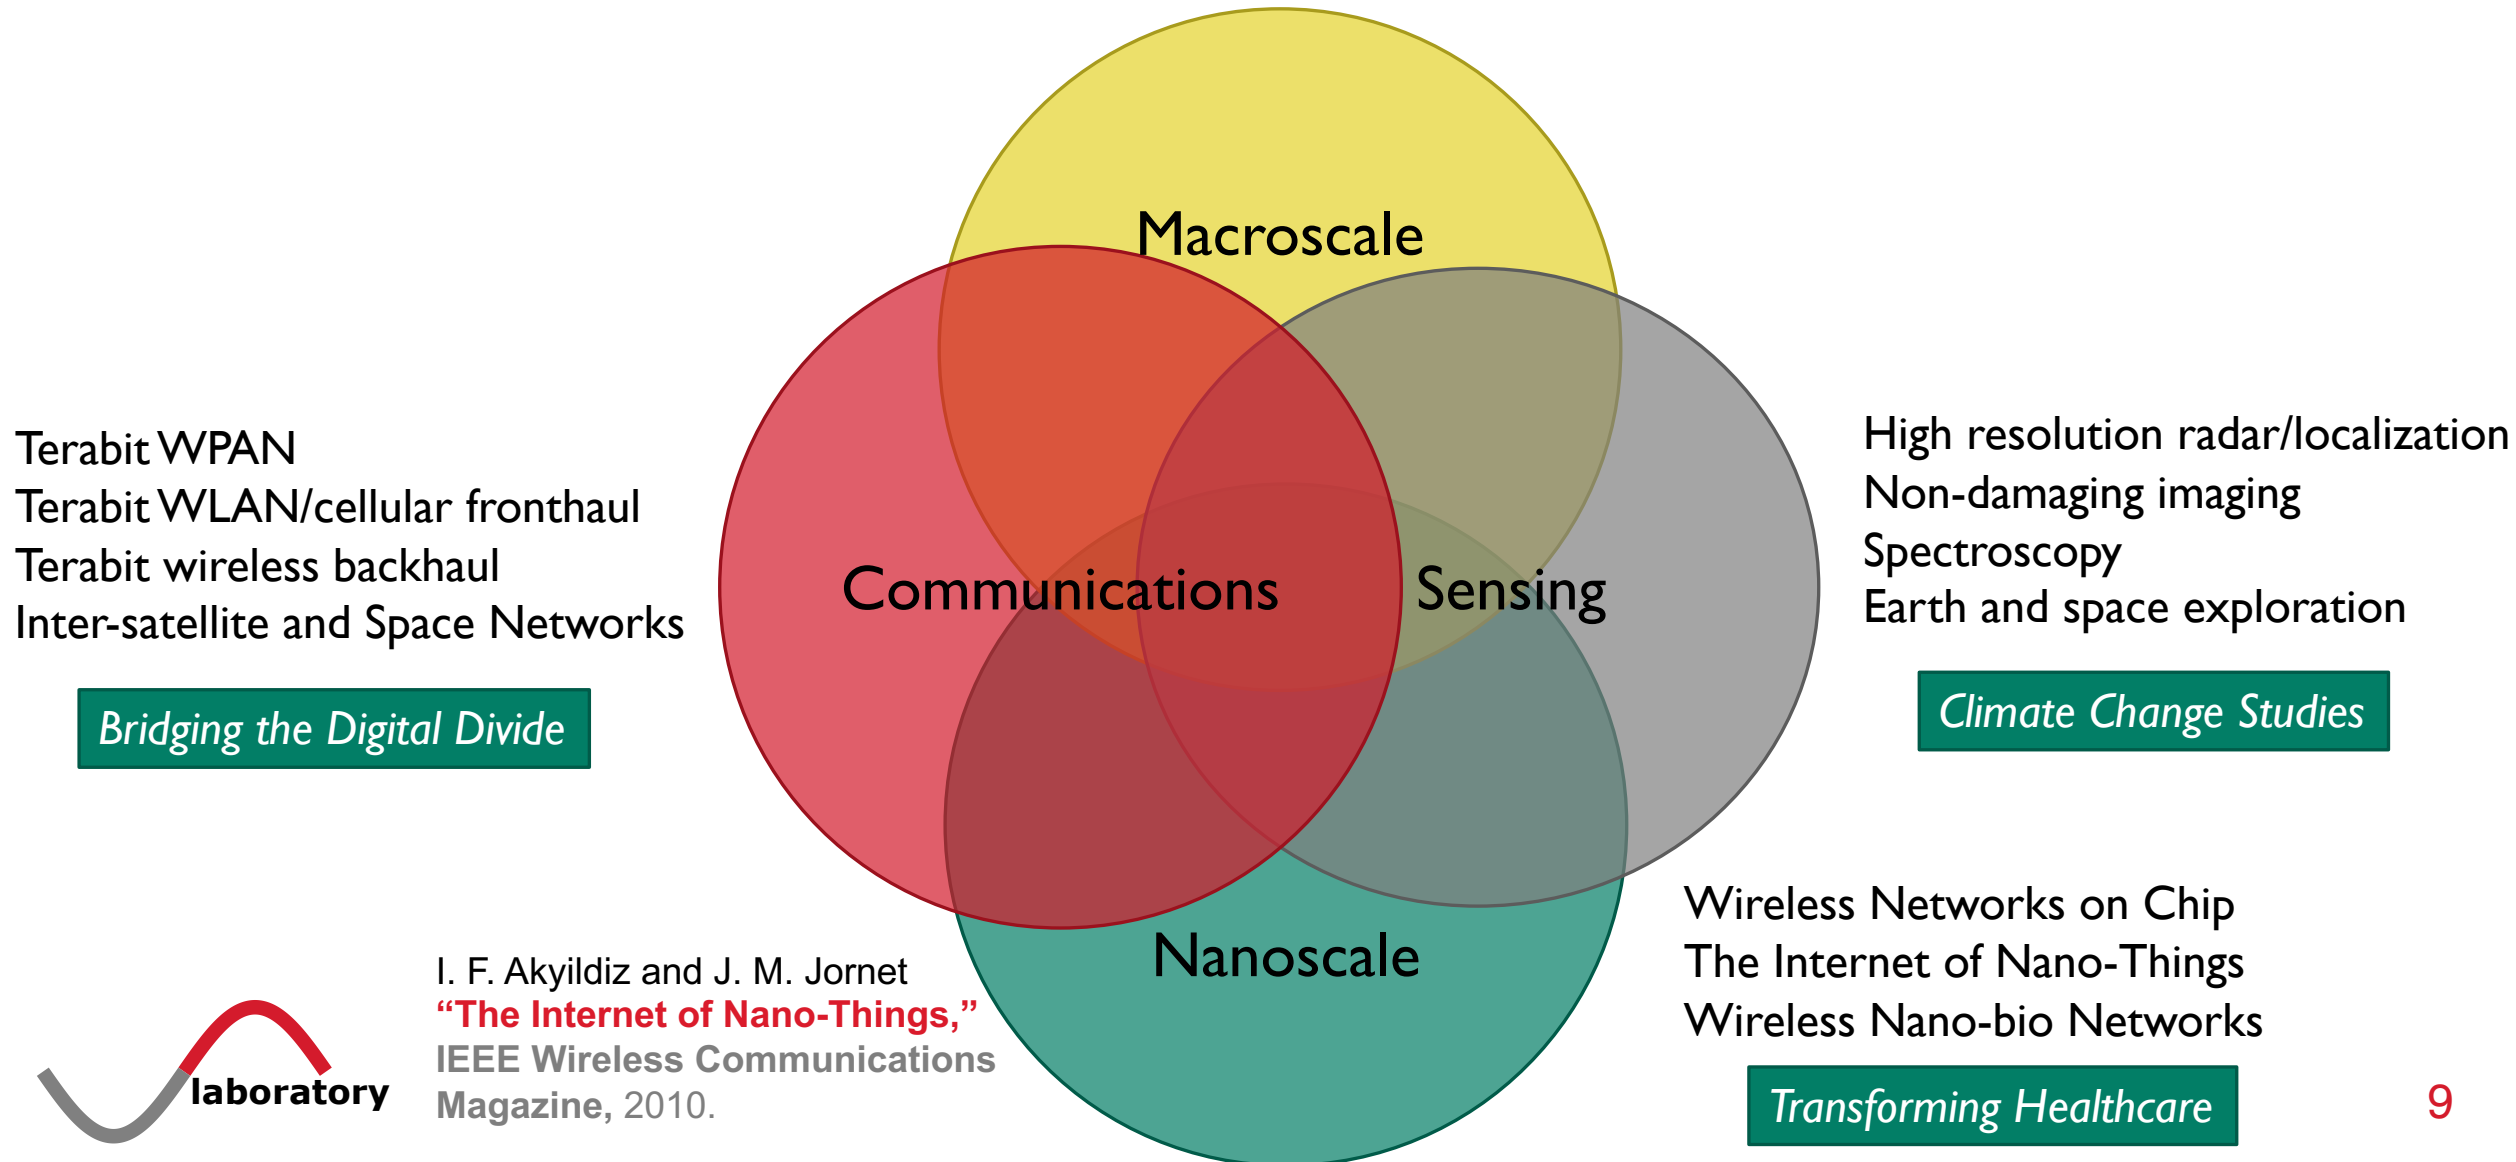 Macroscale
Communications
Sensing
Nanoscale
Terabit WPAN
Terabit WLAN/cellular fronthaul
Terabit wireless backhaul
Inter-satellite and Space Networks
Bridging the Digital Divide
High resolution radar/localization
Non-damaging imaging
Spectroscopy
Earth and space exploration
Climate Change Studies
Wireless Networks on Chip
The Internet of Nano-Things
Wireless Nano-bio Networks
Transforming Healthcare
laboratory
I. F. Akyildiz and J. M. Jornet
“The Internet of Nano-Things,”
IEEE Wireless Communications
Magazine, 2010.
9